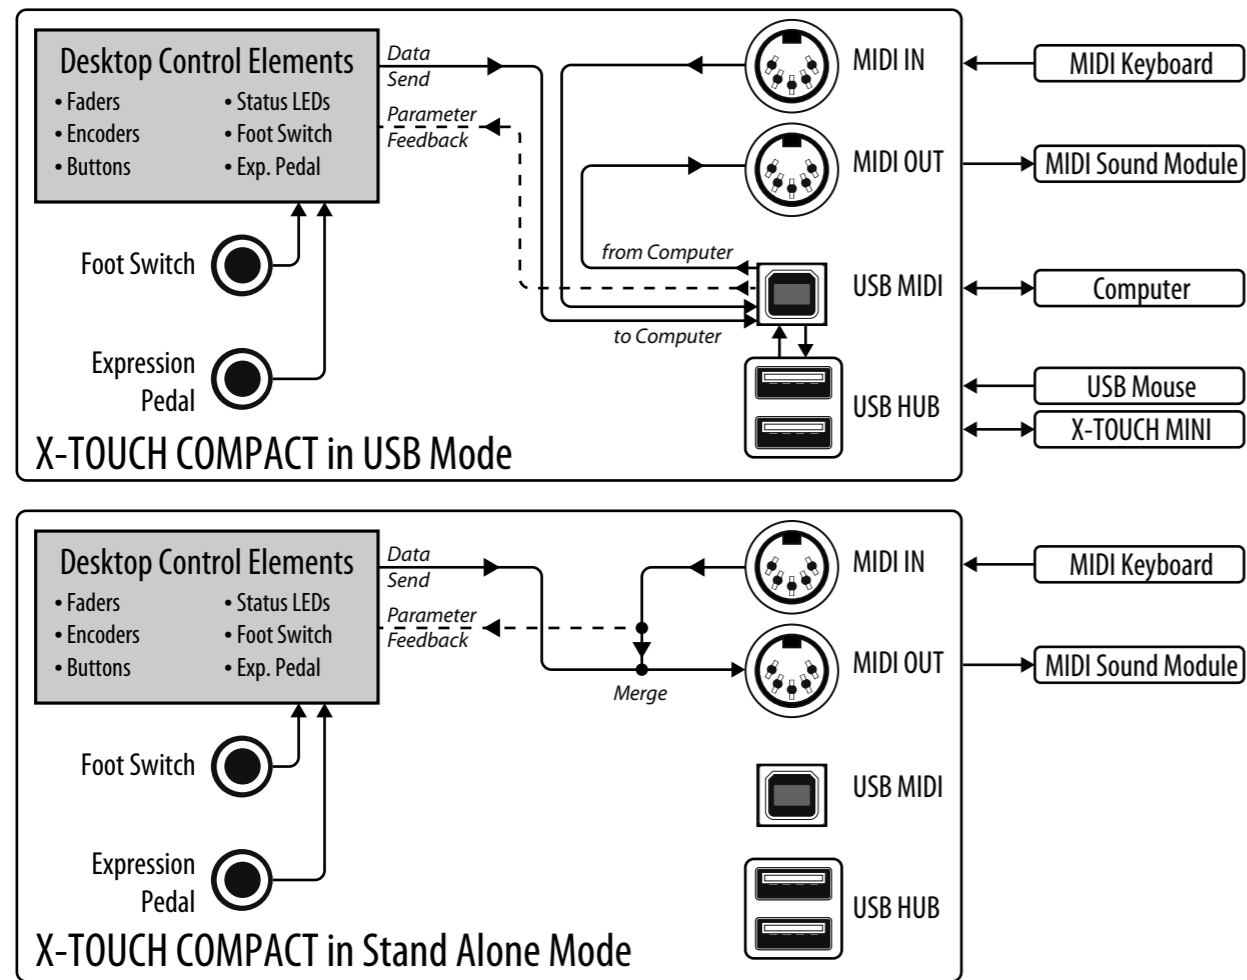 Desktop Control Elements
• Faders
• Encoders
• Buttons
• Status LEDs
• Foot Switch
• Exp. Pedal
Data
Send
Parameter
Feedback
MIDI IN
MIDI Keyboard
MIDI OUT
MIDI Sound Module
Foot Switch
from Computer
USB MIDI
Computer
to Computer
Expression
Pedal
USB HUB
USB Mouse
X-TOUCH MINI
X-TOUCH COMPACT in USB Mode
Desktop Control Elements
• Faders
• Encoders
• Buttons
• Status LEDs
• Foot Switch
• Exp. Pedal
Data
Send
Parameter
Feedback
MIDI IN
MIDI Keyboard
MIDI OUT
MIDI Sound Module
Merge
Foot Switch
USB MIDI
Expression
Pedal
USB HUB
X-TOUCH COMPACT in Stand Alone Mode